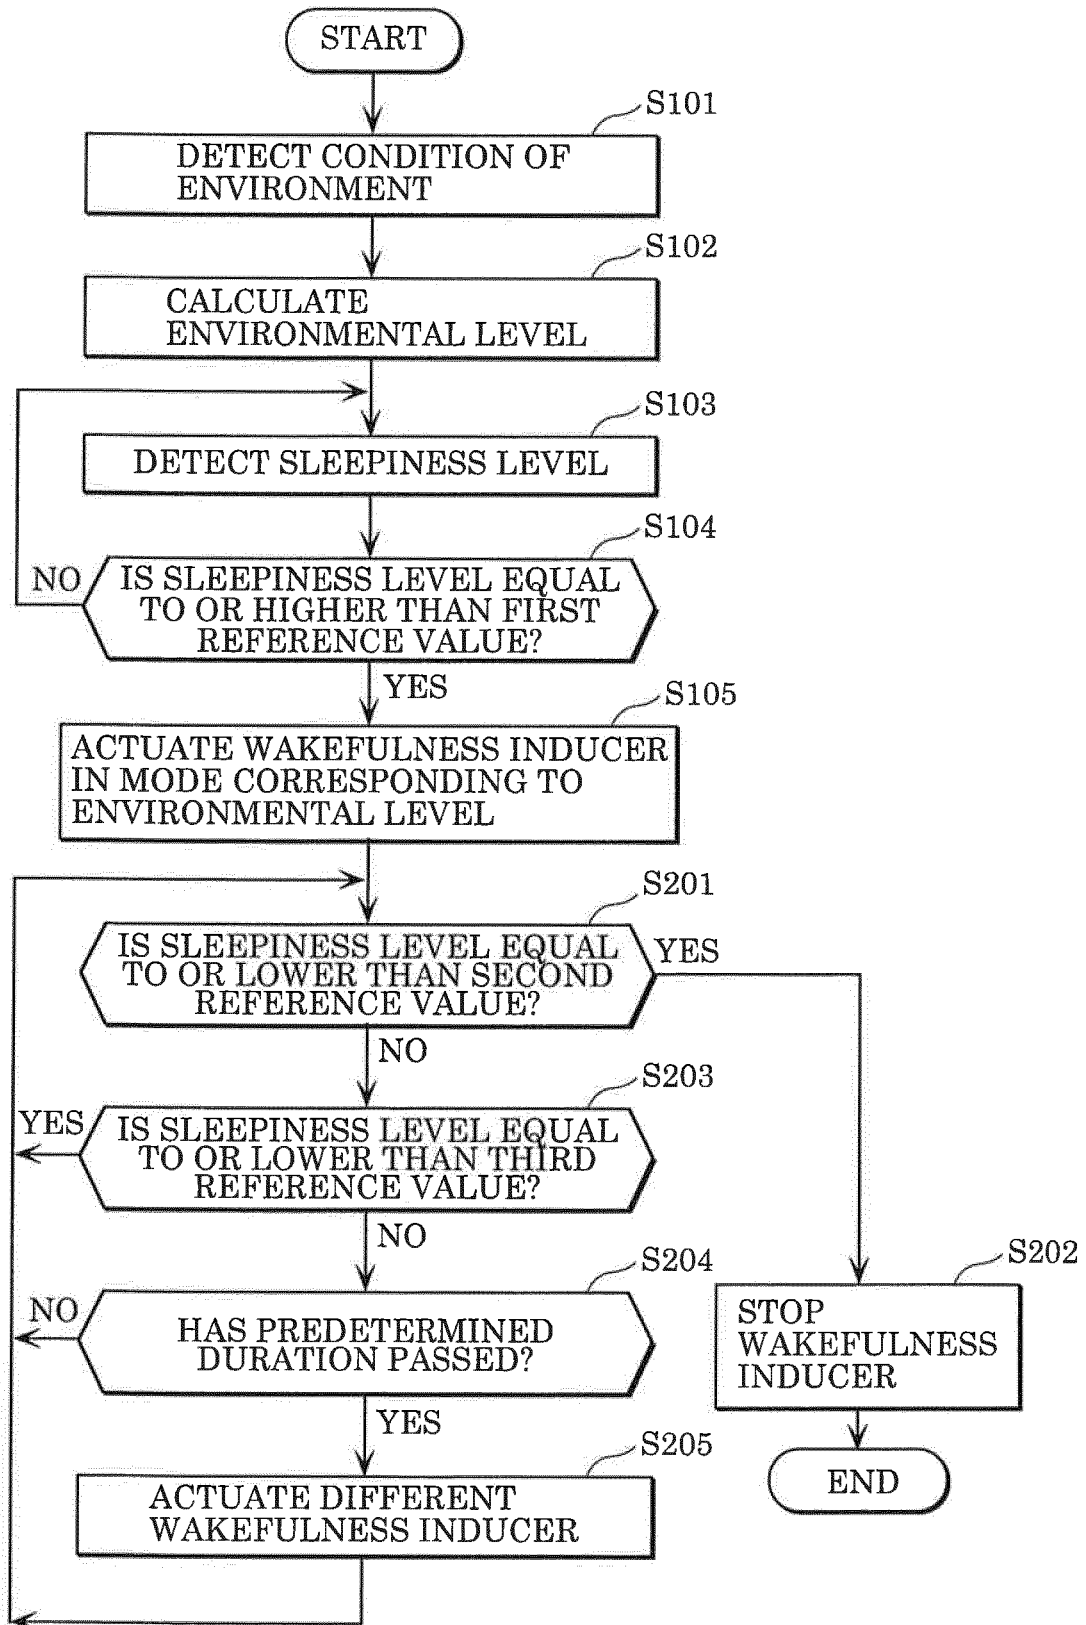 START
S101
DETECT CONDITION OF
ENVIRONMENT
S102
CALCULATE
ENVIRONMENTAL LEVEL
S103
DETECT SLEEPINESS LEVEL
S104
NO
IS SLEEPINESS LEVEL EQUAL
TO OR HIGHER THAN FIRST
REFERENCE VALUE?
YES
S105
ACTUATE WAKEFULNESS INDUCER
IN MODE CORRESPONDING TO
ENVIRONMENTAL LEVEL
S201
IS SLEEPINESS LEVEL EQUAL
TO OR LOWER THAN SECOND
REFERENCE VALUE?
YES
NO
S203
YES
IS SLEEPINESS LEVEL EQUAL
TO OR LOWER THAN THIRD
REFERENCE VALUE?
NO
S204
NO
HAS PREDETERMINED
DURATION PASSED?
YES
S202
STOP
WAKEFULNESS
INDUCER
S205
ACTUATE DIFFERENT
WAKEFULNESS INDUCER
END